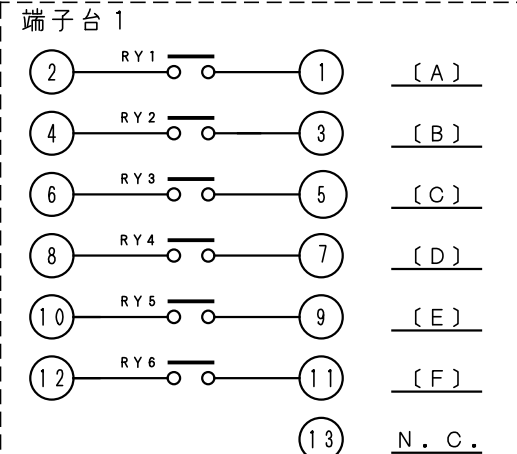 端子台1
② RY1 ① 〔A〕
④ RY2 ③ 〔B〕
⑥ RY3 ⑤ 〔C〕
⑧ RY4 ⑦ 〔D〕
⑩ RY5 ⑨ 〔E〕
⑫ RY6 ⑪ 〔F〕
⑬ N.C.